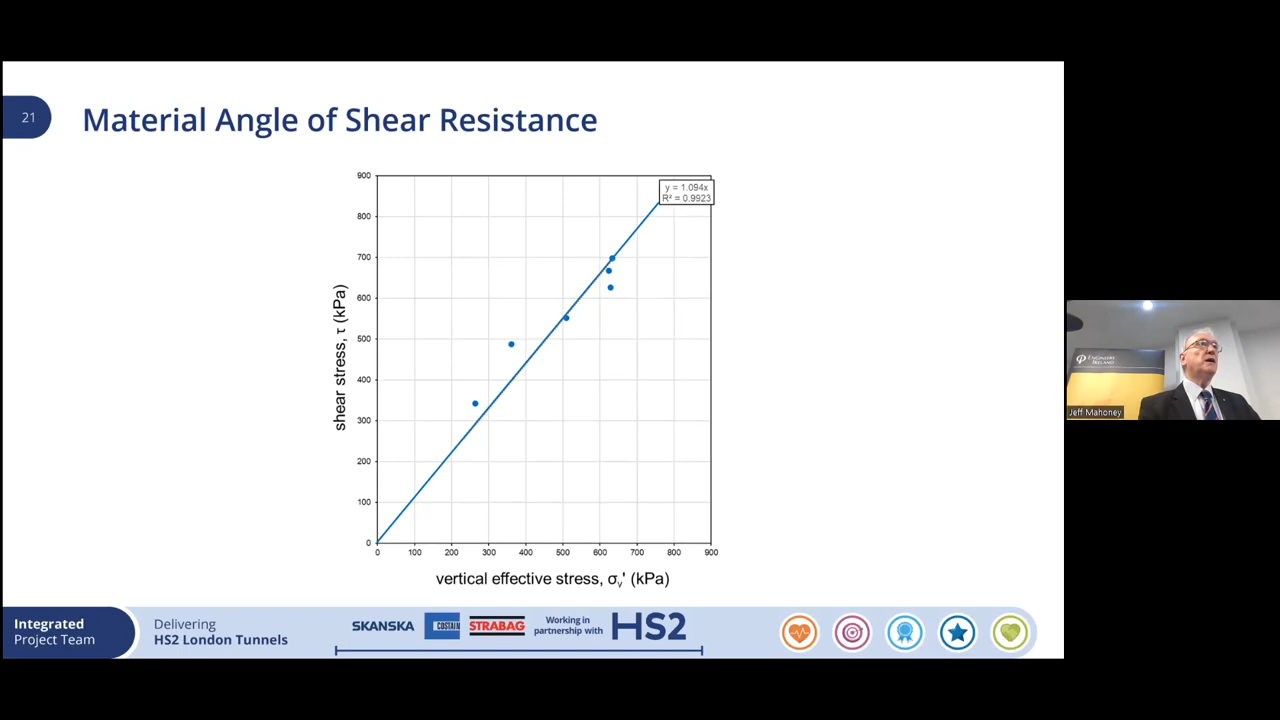 21
Material Angle of Shear Resistance
y = 1.094x
R² = 0.9923
900
800
700
600
500
400
300
200
100
0
shear stress, τ (kPa)
0 100 200 300 400 500 600 700 800 900
vertical effective stress, σv' (kPa)
Integrated
Project Team
Delivering
HS2 London Tunnels
SKANSKA
COSTAIN
STRABAG
Working in
partnership with
HS2
ENGINEERS
IRELAND
Jeff Mahoney